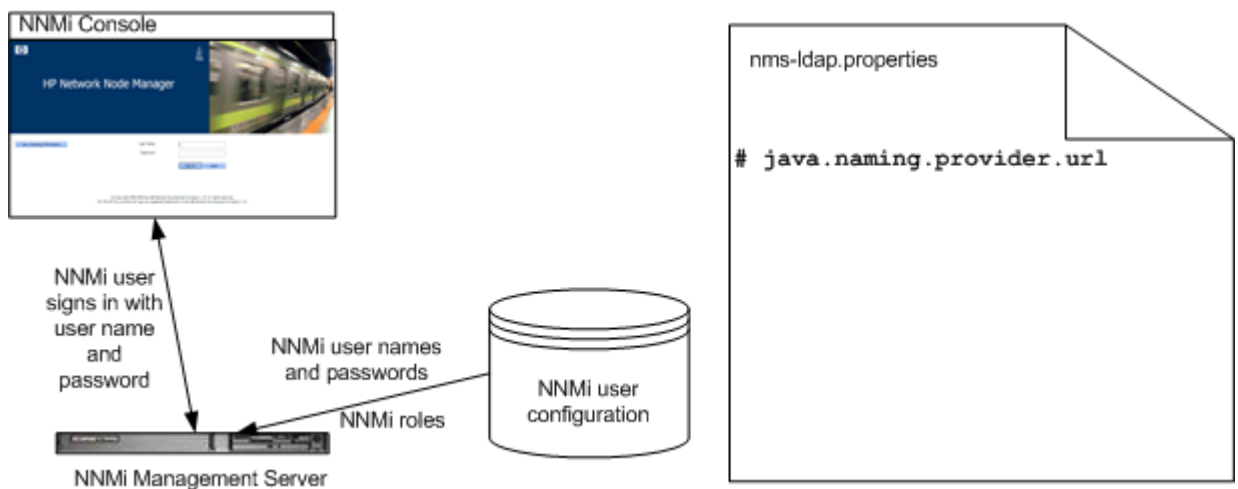 NNMi Console
HP Network Node Manager
nms-ldap.properties
# java.naming.provider.url
NNMi user
signs in with
user name
and
password
NNMi user names
and passwords
NNMi roles
NNMi user
configuration
NNMi Management Server